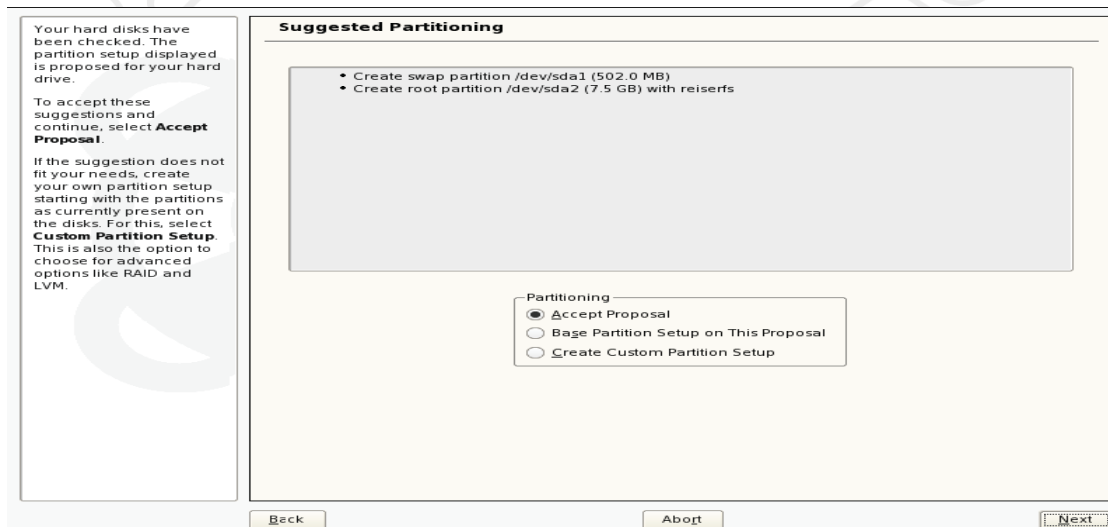 Your hard disks have
been checked. The
partition setup displayed
is proposed for your hard
drive.
To accept these
suggestions and
continue, select Accept
Proposal.
If the suggestion does not
fit your needs, create
your own partition setup
starting with the partitions
as currently present on
the disks. For this, select
Custom Partition Setup.
This is also the option to
choose for advanced
options like RAID and
LVM.
Suggested Partitioning
• Create swap partition /dev/sda1 (502.0 MB)
• Create root partition /dev/sda2 (7.5 GB) with reiserfs
Partitioning
Accept Proposal
Base Partition Setup on This Proposal
Create Custom Partition Setup
Back
Abort
Next